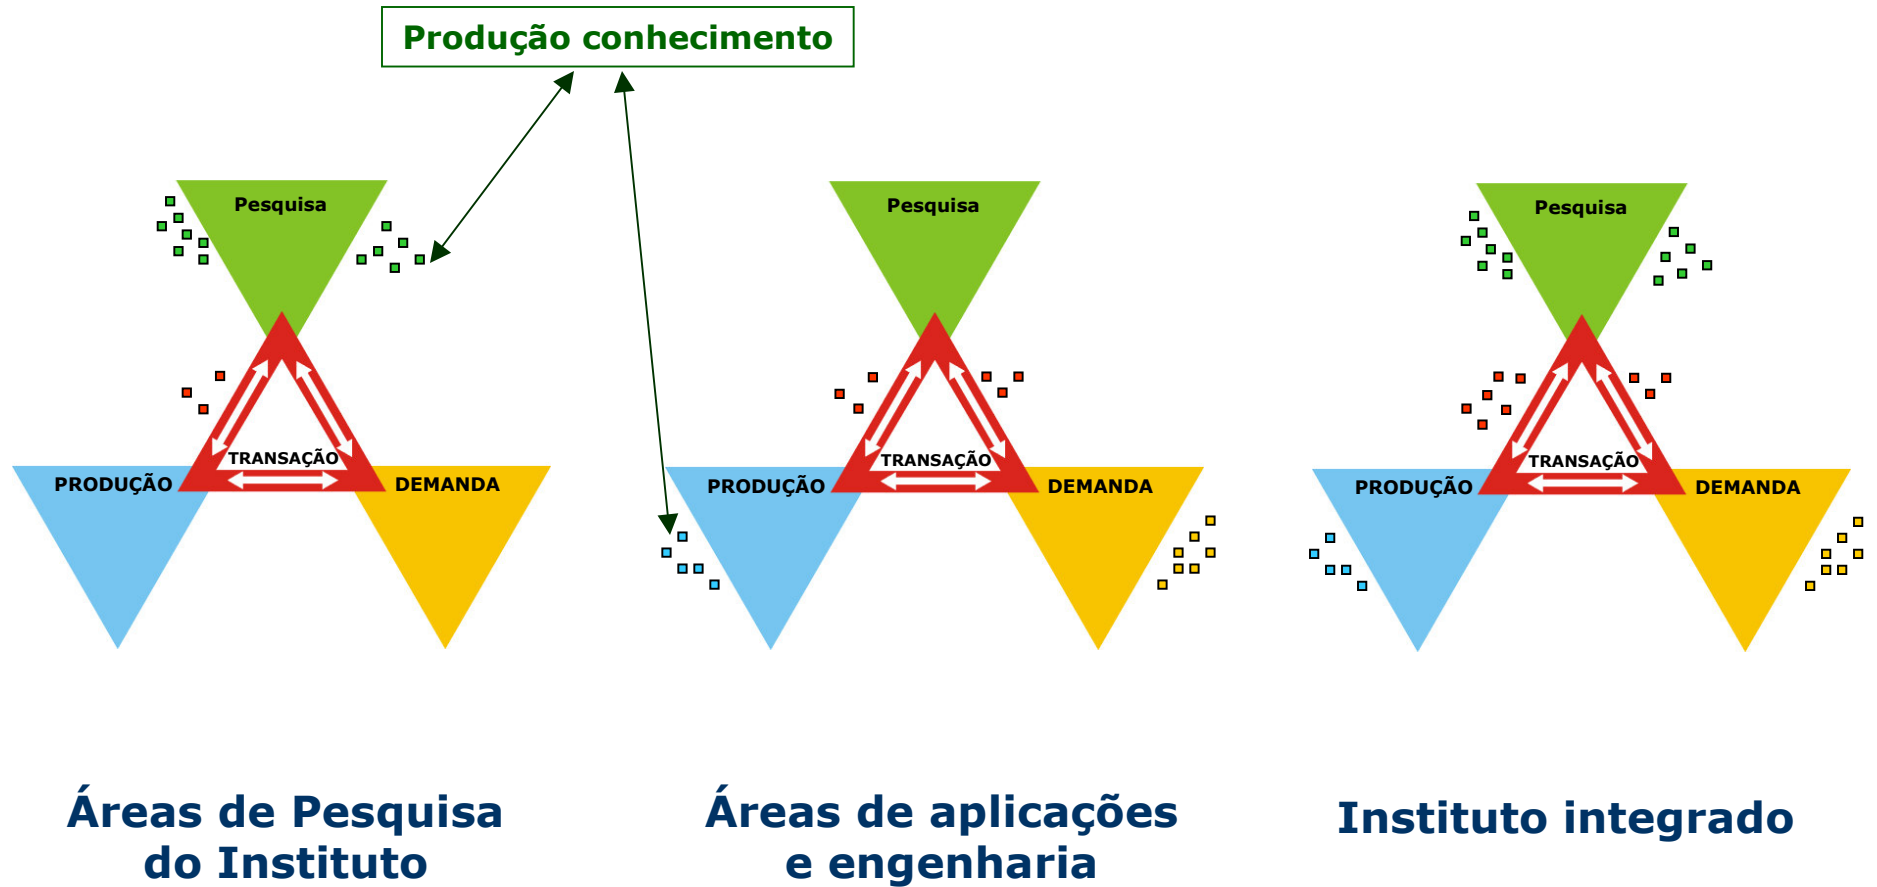 Produção conhecimento
Pesquisa
TRANSAÇÃO
PRODUÇÃO
DEMANDA
Áreas de Pesquisa
do Instituto
Pesquisa
TRANSAÇÃO
PRODUÇÃO
DEMANDA
Áreas de aplicações
e engenharia
Pesquisa
TRANSAÇÃO
PRODUÇÃO
DEMANDA
Instituto integrado